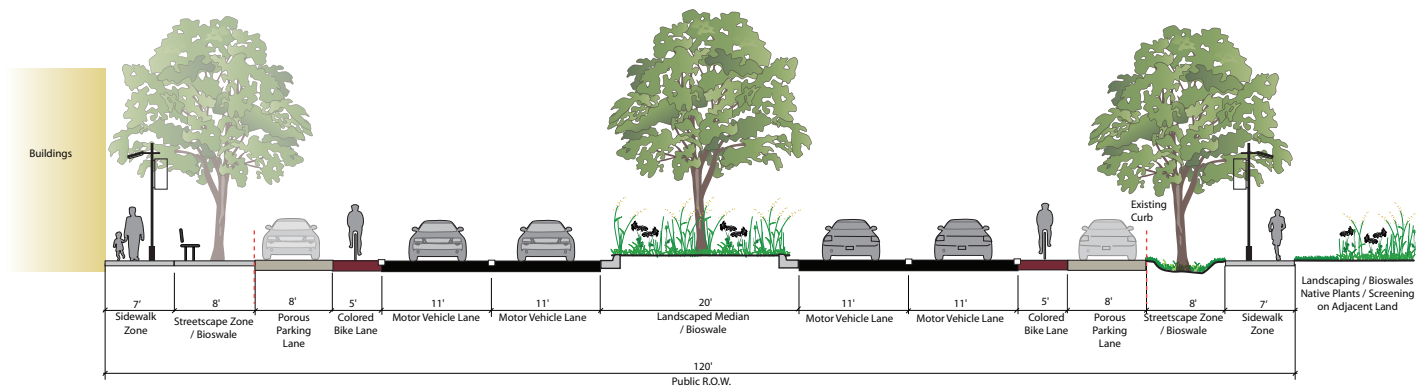 Buildings
Existing
Curb
7'
Sidewalk
Zone
8'
Streetscape Zone
/ Bioswale
8'
Porous
Parking
Lane
5'
Colored
Bike Lane
11'
Motor Vehicle Lane
11'
Motor Vehicle Lane
20'
Landscaped Median
/ Bioswale
11'
Motor Vehicle Lane
11'
Motor Vehicle Lane
5'
Colored
Bike Lane
8'
Porous
Parking
Lane
8'
Streetscape Zone
/ Bioswale
7'
Sidewalk
Zone
Landscaping / Bioswales
Native Plants / Screening
on Adjacent Land
120'
Public R.O.W.